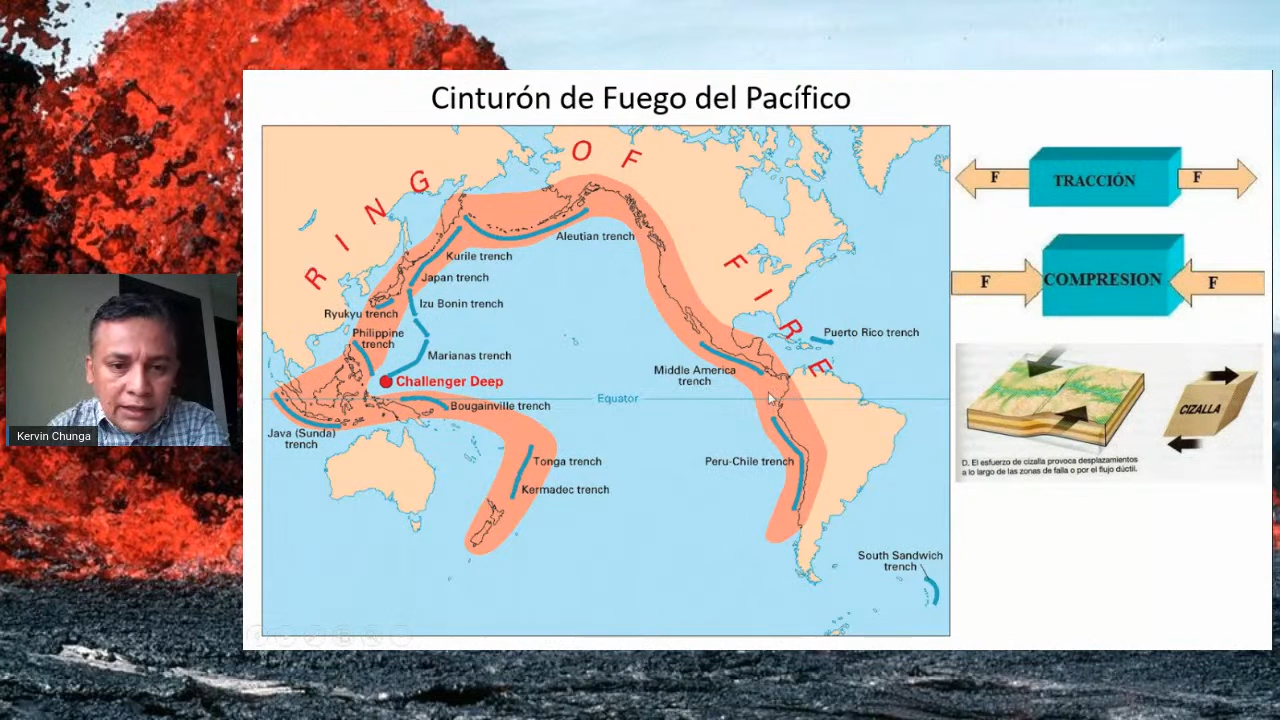 Cinturón de Fuego del Pacífico
RING OF FIRE
Aleutian trench
Kurile trench
Japan trench
Izu Bonin trench
Ryukyu trench
Philippine
trench
Marianas trench
Challenger Deep
Bougainville trench
Java (Sunda)
trench
Tonga trench
Kermadec trench
Equator
Middle America
trench
Puerto Rico trench
Peru-Chile trench
South Sandwich
trench
F TRACCIÓN F
F COMPRESION F
CIZALLA
D. El esfuerzo de cizalla provoca desplazamientos
a lo largo de las zonas de falla o por el flujo dúctil.
Kervin Chunga